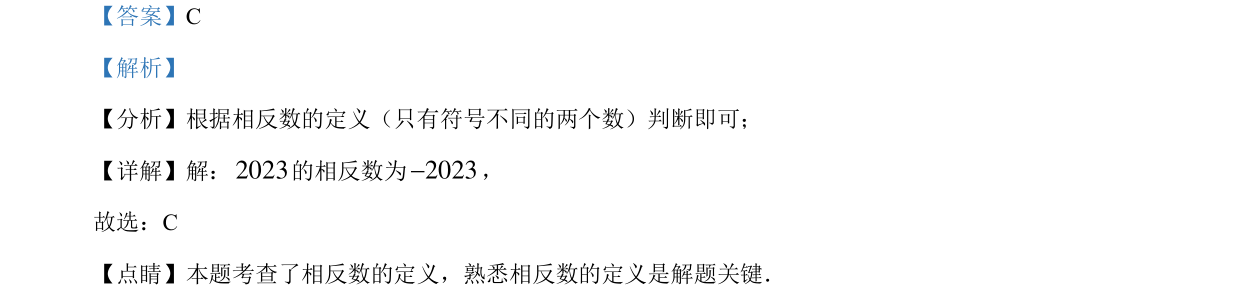 【答案】C
【解析】
【分析】根据相反数的定义（只有符号不同的两个数）判断即可；
【详解】解：2023的相反数为−2023，
故选：C
【点睛】本题考查了相反数的定义，熟悉相反数的定义是解题关键．